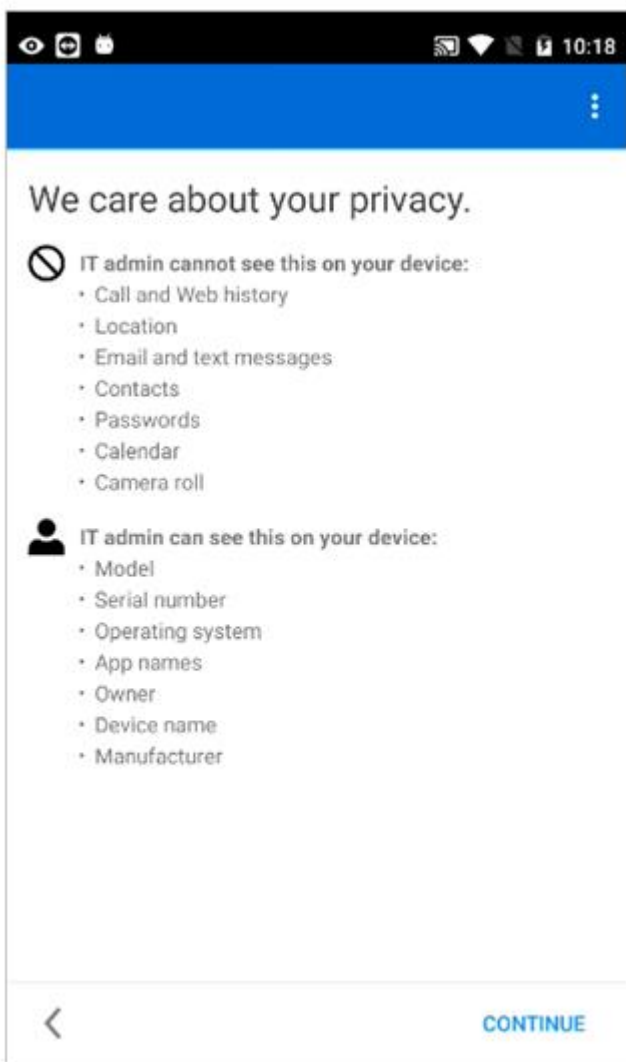 10:18
We care about your privacy.
IT admin cannot see this on your device:
• Call and Web history
• Location
• Email and text messages
• Contacts
• Passwords
• Calendar
• Camera roll
IT admin can see this on your device:
• Model
• Serial number
• Operating system
• App names
• Owner
• Device name
• Manufacturer
CONTINUE